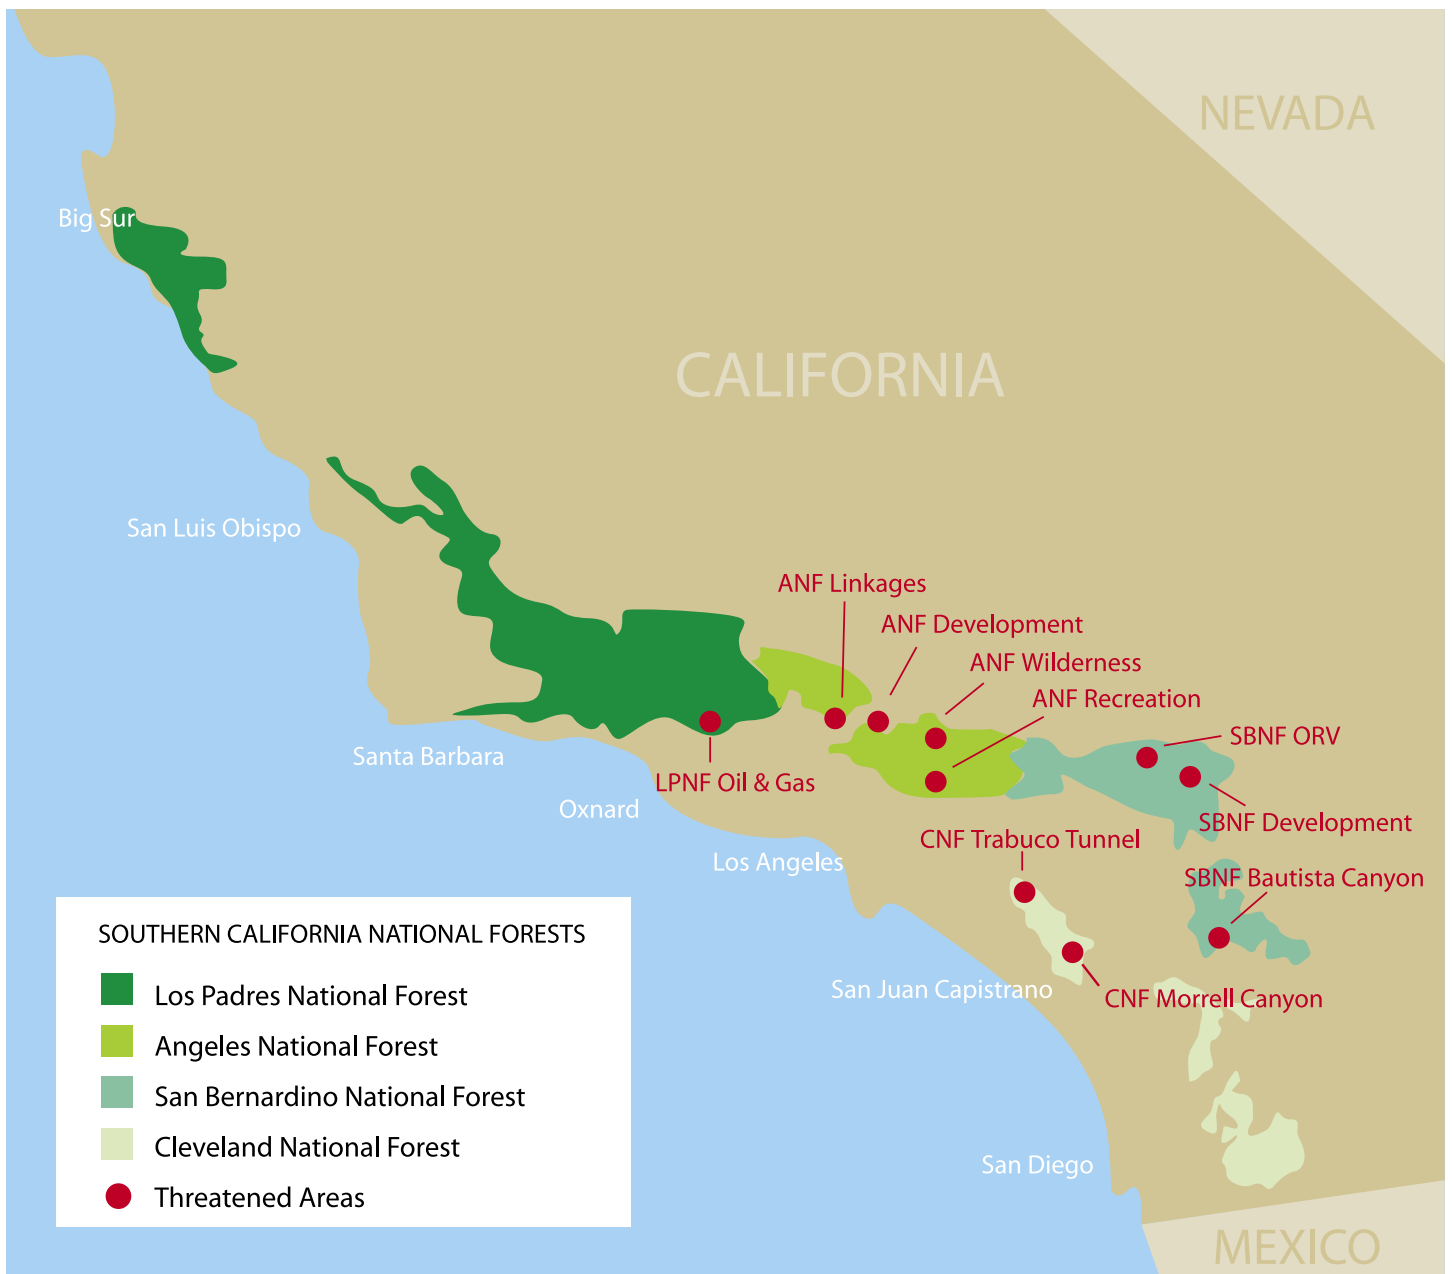 NEVADA
Big Sur
CALIFORNIA
San Luis Obispo
ANF Linkages
ANF Development
ANF Wilderness
ANF Recreation
SBNF ORV
Santa Barbara
LPNF Oil & Gas
Oxnard
SBNF Development
CNF Trabuco Tunnel
Los Angeles
SBNF Bautista Canyon
SOUTHERN CALIFORNIA NATIONAL FORESTS
Los Padres National Forest
Angeles National Forest
San Bernardino National Forest
Cleveland National Forest
Threatened Areas
San Juan Capistrano
CNF Morrell Canyon
San Diego
MEXICO